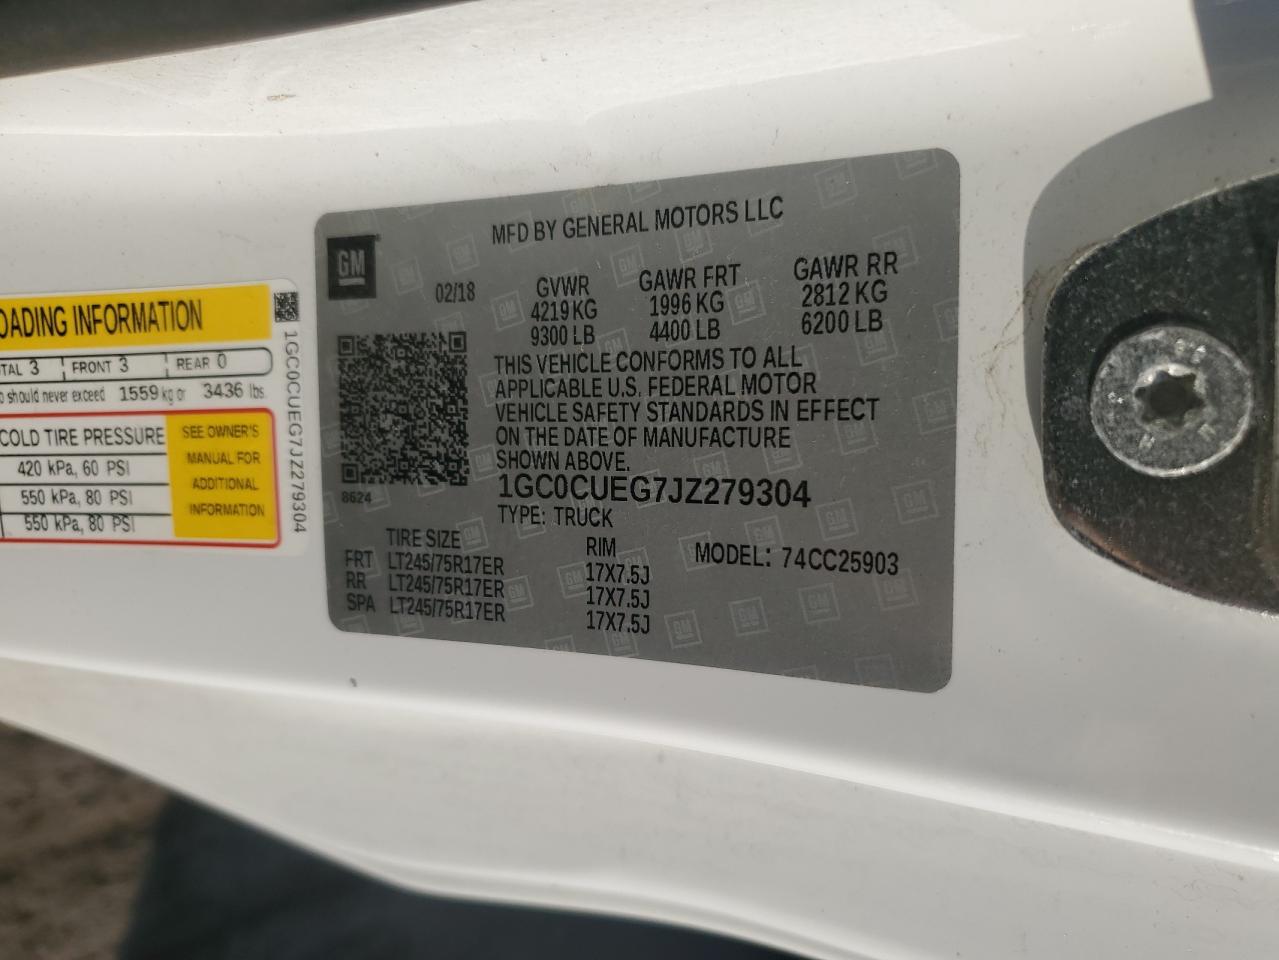 OADING INFORMATION
TAL 3 FRONT 3 REAR 0
o should never exceed 1559 kg or 3436 lbs.
COLD TIRE PRESSURE
420 kPa, 60 PSI
550 kPa, 80 PSI
550 kPa, 80 PSI
SEE OWNER'S
MANUAL FOR
ADDITIONAL
INFORMATION
1GC0CUEG7JZ279304
GM
MFD BY GENERAL MOTORS LLC
02/18 GVWR GAWR FRT GAWR RR
4219 KG 1996 KG 2812 KG
9300 LB 4400 LB 6200 LB
THIS VEHICLE CONFORMS TO ALL
APPLICABLE U.S. FEDERAL MOTOR
VEHICLE SAFETY STANDARDS IN EFFECT
ON THE DATE OF MANUFACTURE
SHOWN ABOVE.
8624
1GC0CUEG7JZ279304
TYPE: TRUCK
TIRE SIZE RIM MODEL: 74CC25903
FRT LT245/75R17ER 17X7.5J
RR LT245/75R17ER 17X7.5J
SPA LT245/75R17ER 17X7.5J